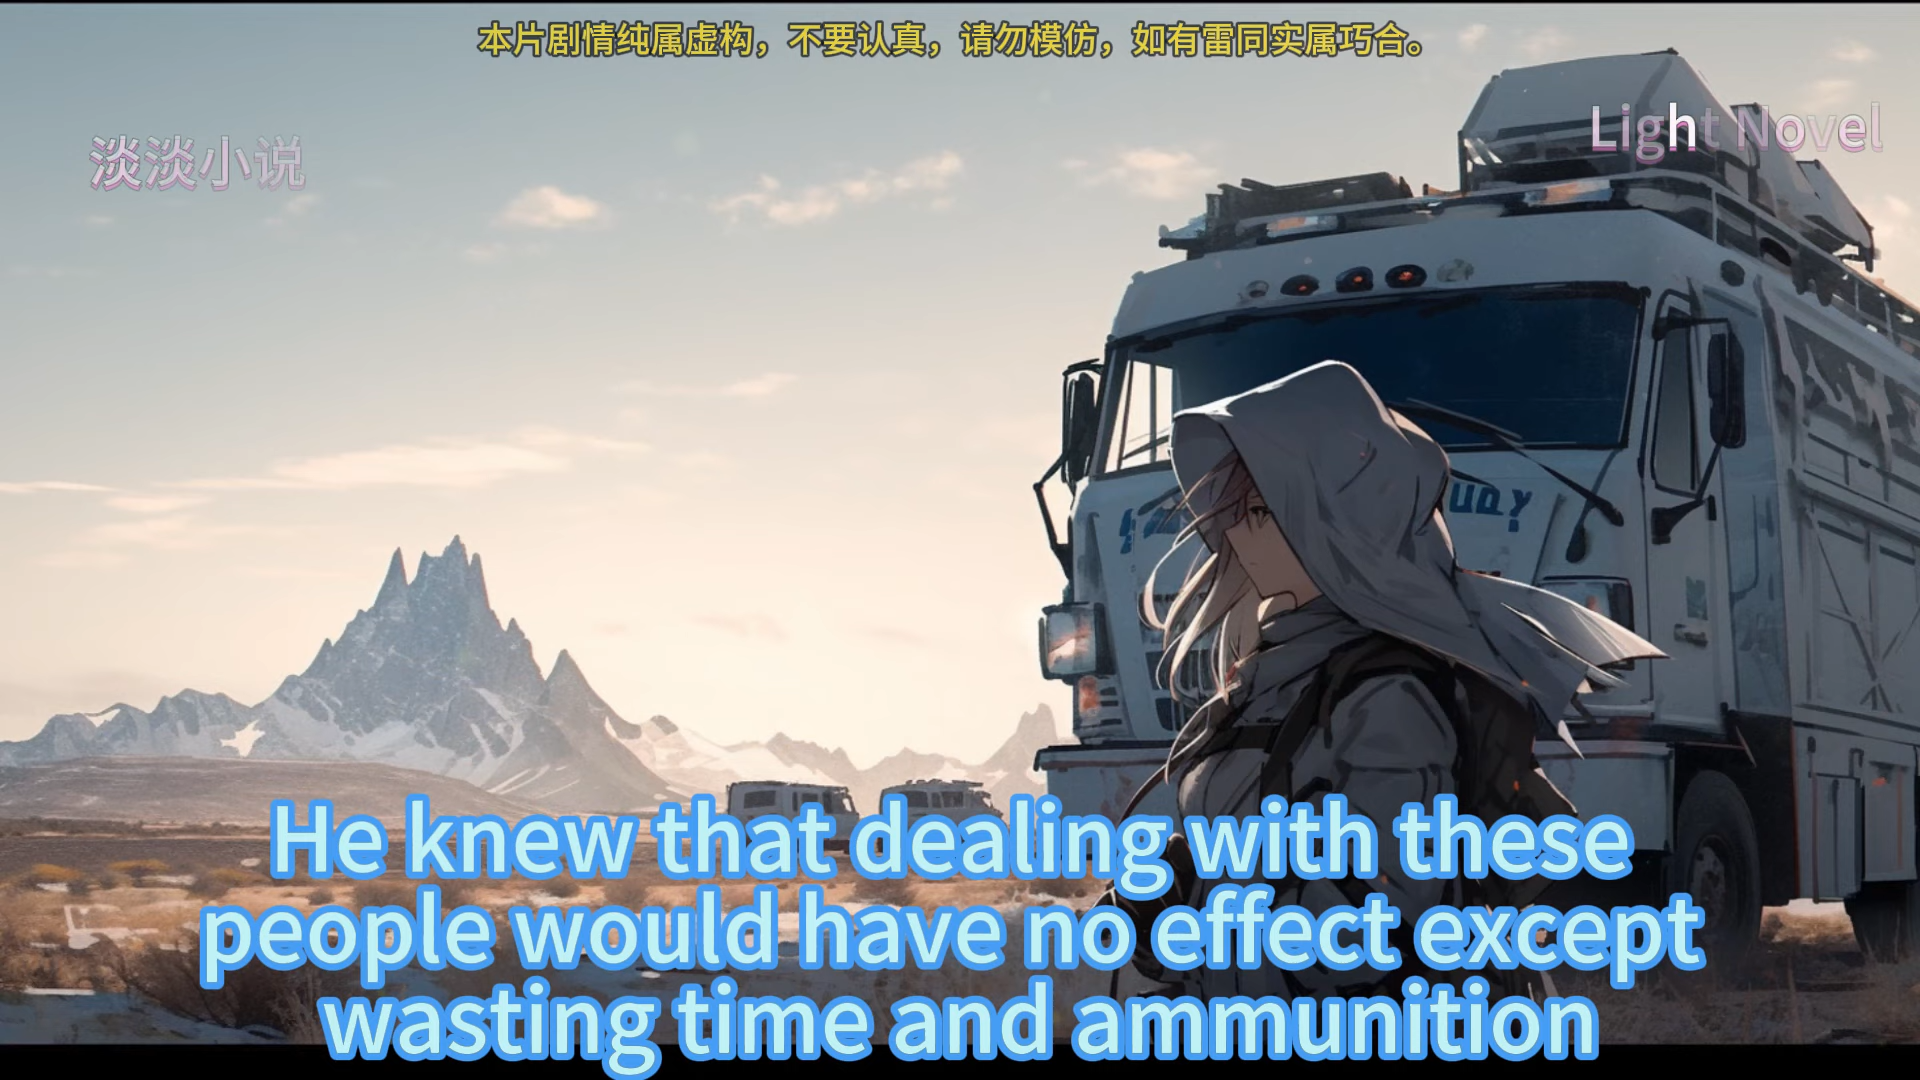 本片剧情纯属虚构，不要认真，请勿模仿，如有雷同实属巧合。
淡淡小说
Light Novel
He knew that dealing with these
people would have no effect except
wasting time and ammunition